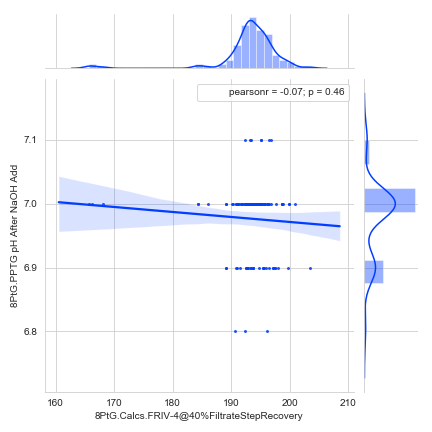 pearsonr = -0.07; p = 0.46
7.1
7.0
6.9
6.8
8PtG.PPTG pH After NaOH Add
160 170 180 190 200 210
8PtG.Calcs.FRIV-4@40%FiltrateStepRecovery